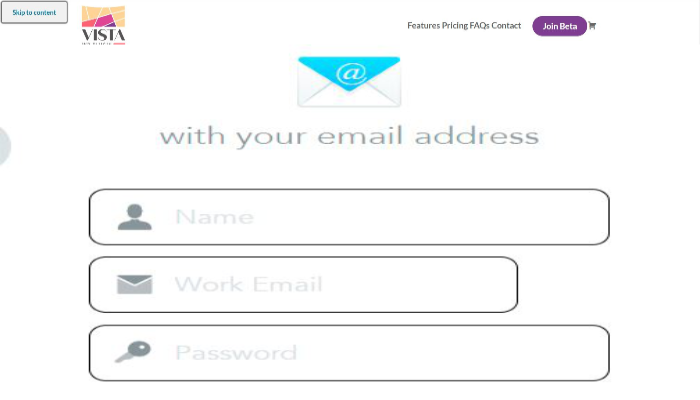 Skip to content
VISTA
Features Pricing FAQs Contact
Join Beta
@
with your email address
Name
Work Email
Password